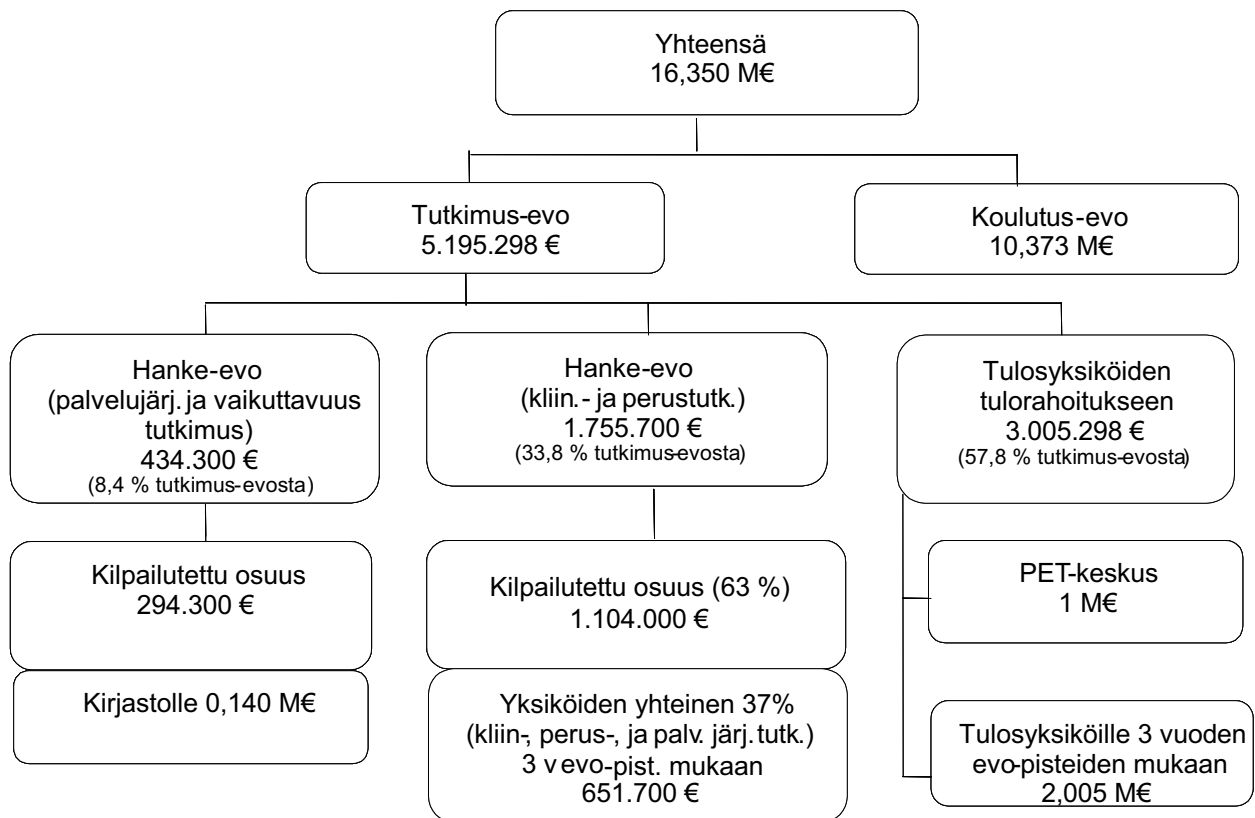 Yhteensä
16,350 M€
Tutkimus-evo
5.195.298 €
Koulutus-evo
10,373 M€
Hanke-evo
(palvelujärj. ja vaikuttavuus
tutkimus)
434.300 €
(8,4 % tutkimus-evosta)
Hanke-evo
(kliin. - ja perustutk.)
1.755.700 €
(33,8 % tutkimus-evosta)
Tulosyksiköiden
tulorahoitukseen
3.005.298 €
(57,8 % tutkimus-evosta)
Kilpailutettu osuus
294.300 €
Kirjastolle 0,140 M€
Kilpailutettu osuus (63 %)
1.104.000 €
Yksiköiden yhteinen 37%
(kliin-, perus-, ja palv. järj. tutk.)
3 v evo-pist. mukaan
651.700 €
PET-keskus
1 M€
Tulosyksiköille 3 vuoden
evo-pisteiden mukaan
2,005 M€